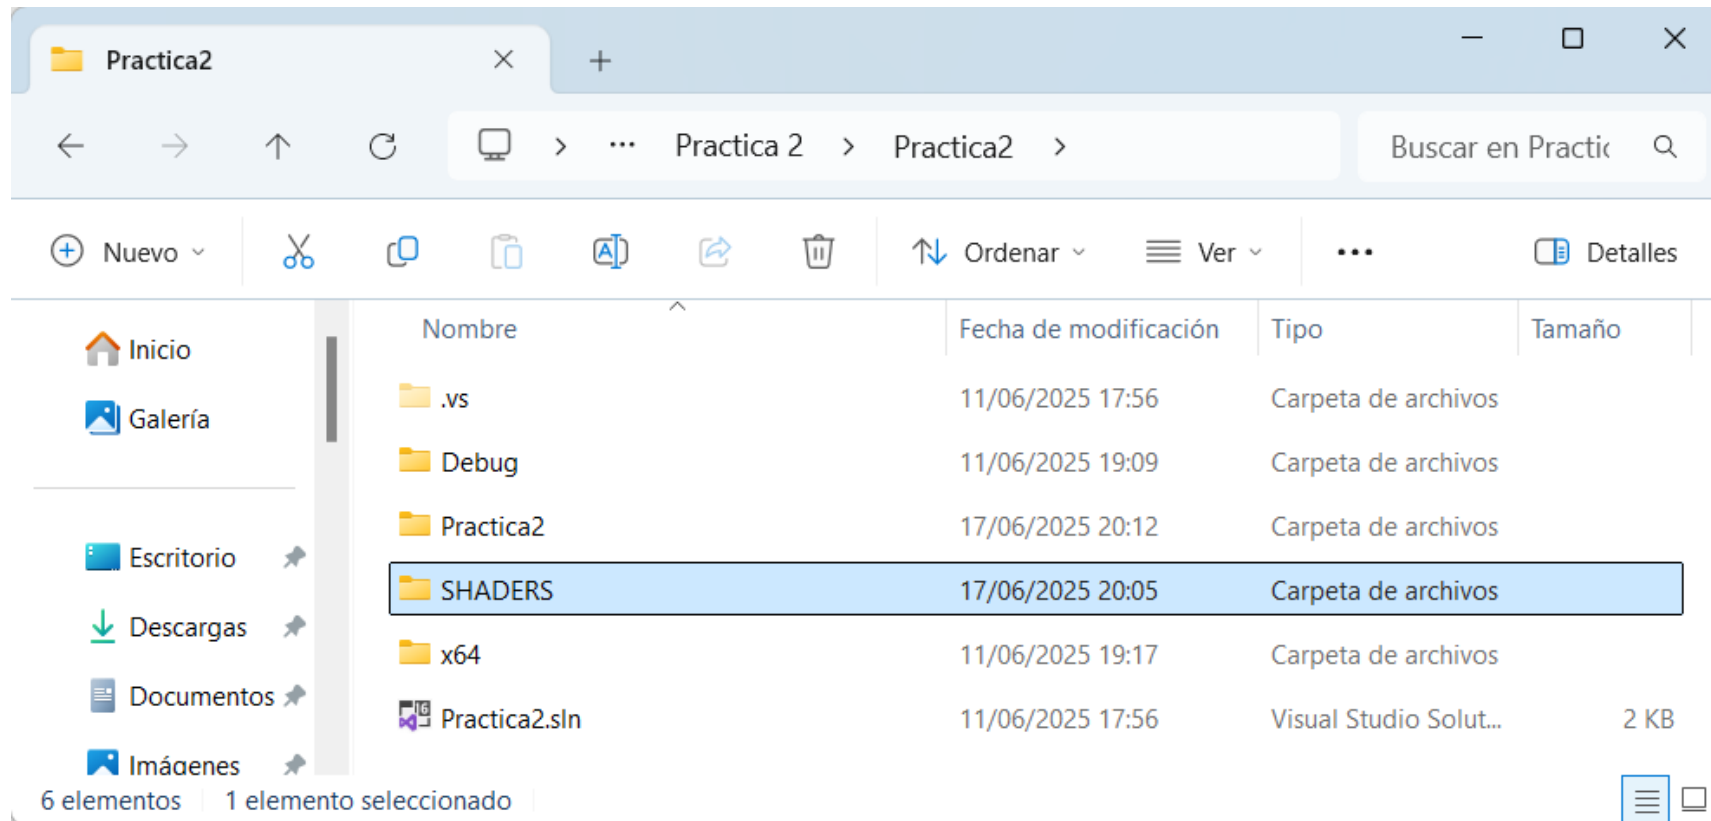 Practica2
Practica 2 Practica2 Buscar en Practic
Nuevo Ordenar Ver Detalles
Nombre Fecha de modificación Tipo Tamaño
Inicio
Galería
Escritorio
Descargas
Documentos
Imágenes
.vs 11/06/2025 17:56 Carpeta de archivos
Debug 11/06/2025 19:09 Carpeta de archivos
Practica2 17/06/2025 20:12 Carpeta de archivos
SHADERS 17/06/2025 20:05 Carpeta de archivos
x64 11/06/2025 19:17 Carpeta de archivos
Practica2.sln 11/06/2025 17:56 Visual Studio Solut... 2 KB
6 elementos 1 elemento seleccionado